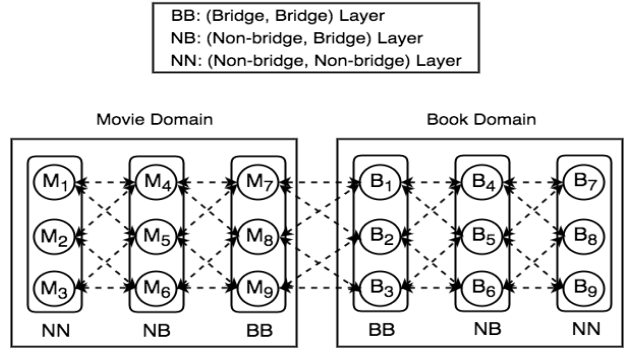 BB: (Bridge, Bridge) Layer
NB: (Non-bridge, Bridge) Layer
NN: (Non-bridge, Non-bridge) Layer
Movie Domain Book Domain
M1 M4 M7 B1 B4 B7
M2 M5 M8 B2 B5 B8
M3 M6 M9 B3 B6 B9
NN NB BB BB NB NN